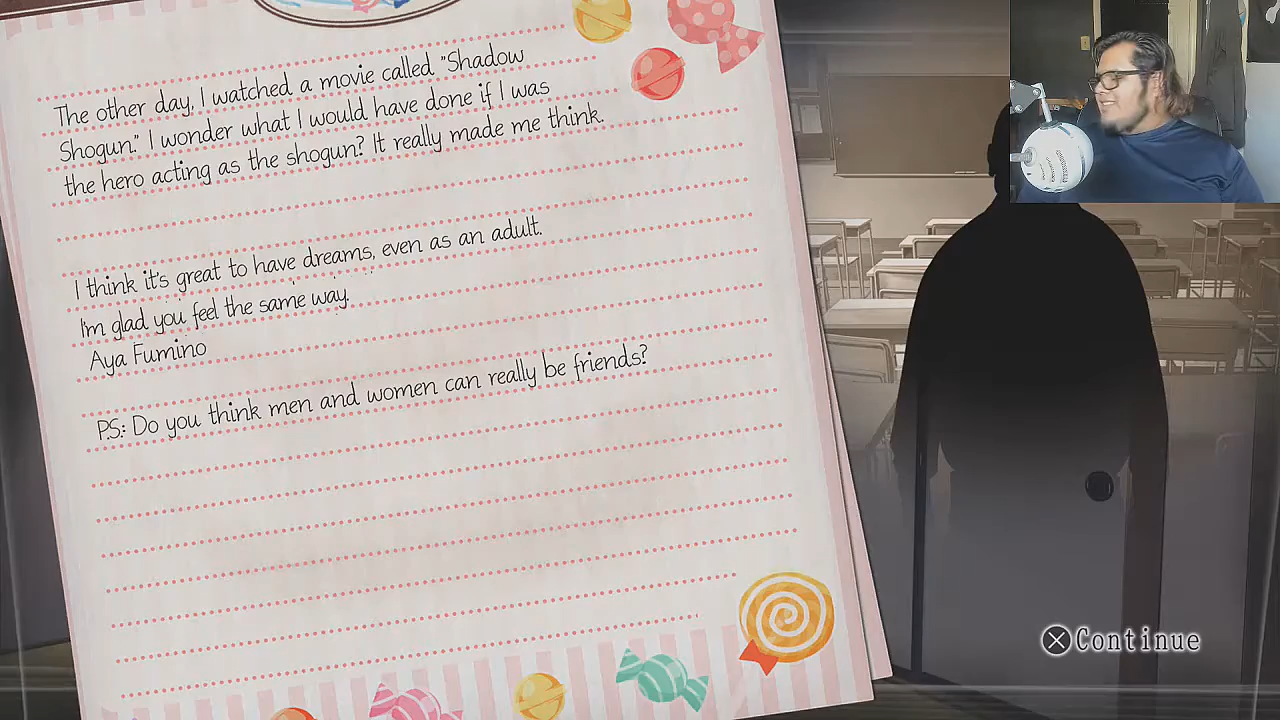 The other day, I watched a movie called "Shadow
Shogun." I wonder what I would have done if I was
the hero acting as the shogun? It really made me think.
I think it's great to have dreams, even as an adult.
I'm glad you feel the same way.
Aya Fumino
P.S.: Do you think men and women can really be friends?
Continue